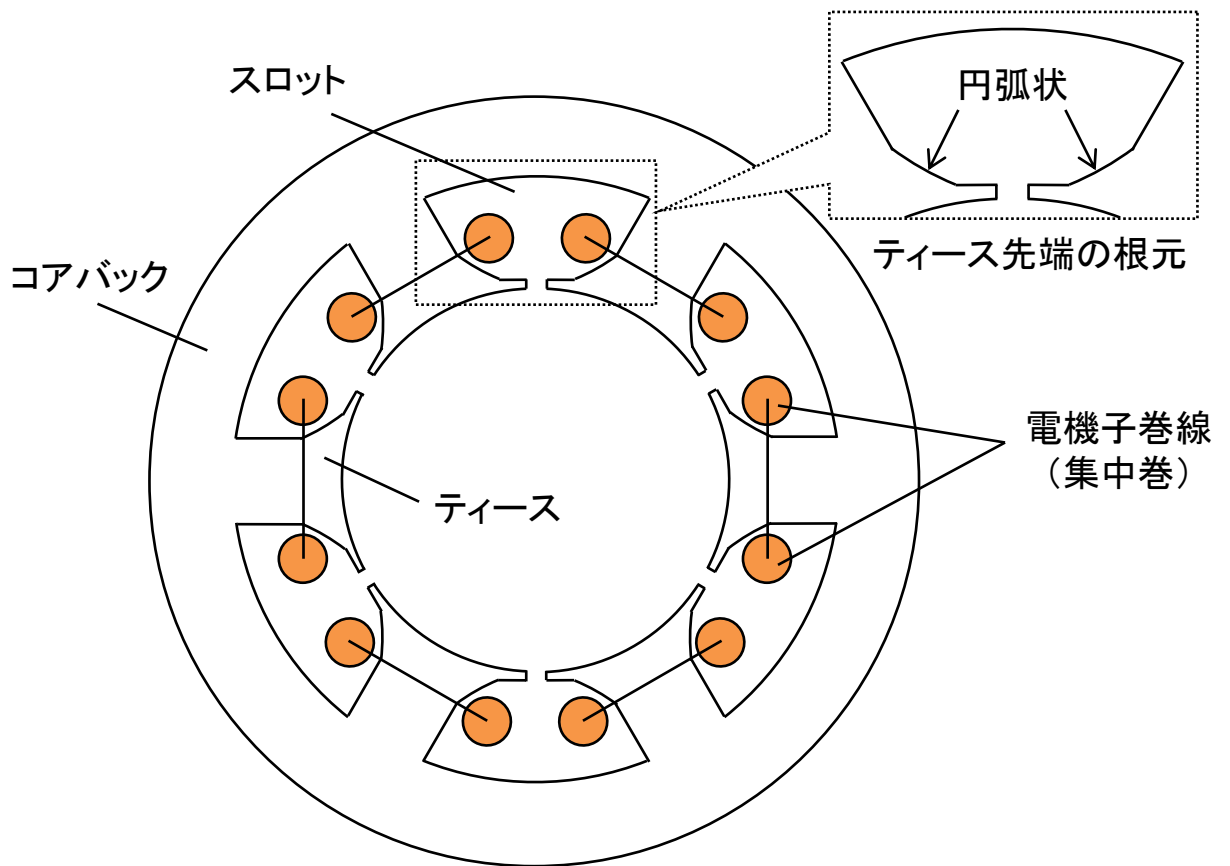 スロット
円弧状
ティース先端の根元
コアバック
電機子巻線
（集中巻）
ティース